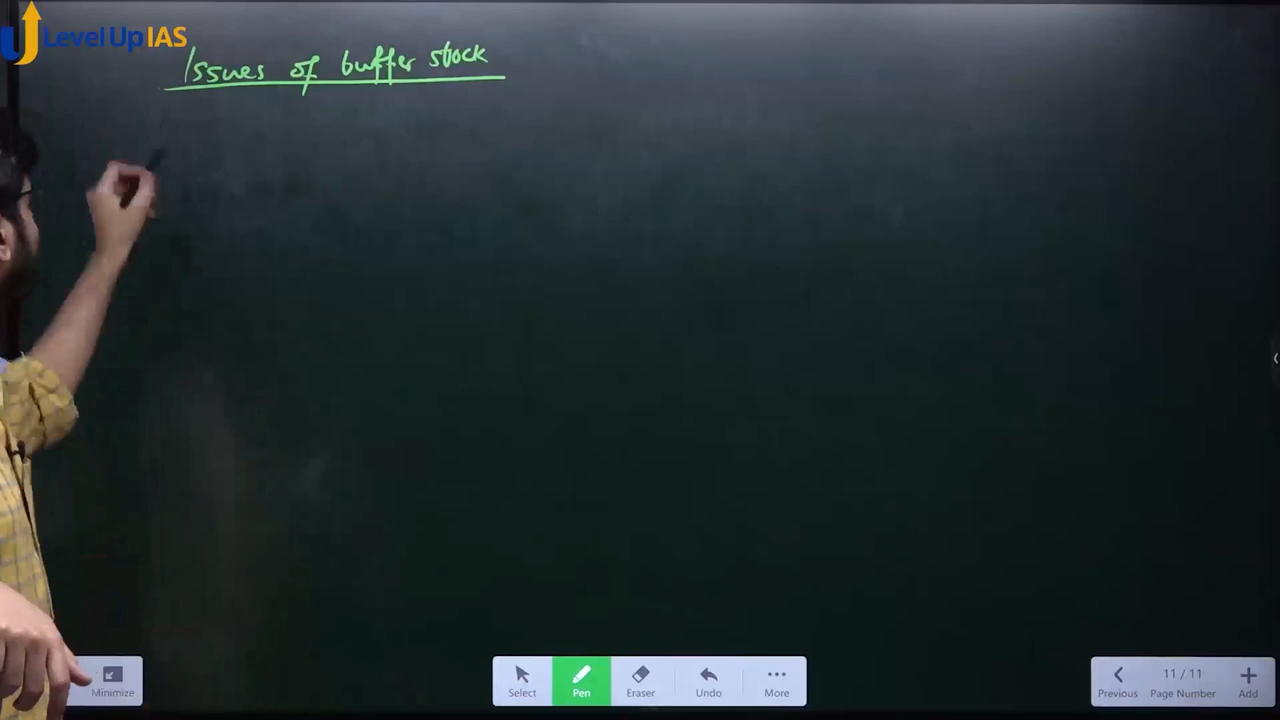 LevelUp IAS
Issues of buffer stock
Minimize
Select
Pen
Eraser
Undo
More
Previous
11 / 11
Page Number
Add